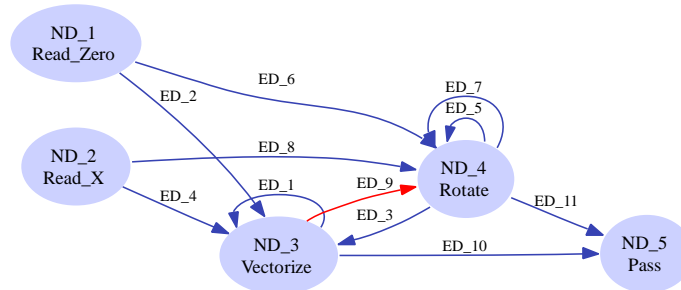 ND_1
Read_Zero
ED_7
ED_6
ED_2
ED_5
ND_2
Read_X
ED_8
ND_4
Rotate
ED_4
ED_1
ED_9
ED_3
ED_11
ND_3
Vectorize
ED_10
ND_5
Pass